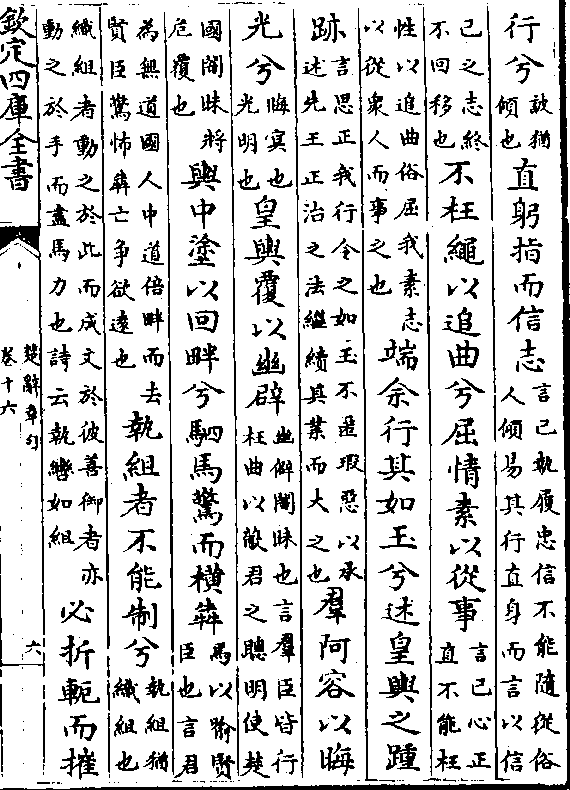 行兮詖猶傾也直躬指而信志言己執履忠信不能隨從俗人傾易其行直身而言以信
己之志終不回移也不枉繩以追曲兮屈情素以從事言己心正直不能枉
性以追曲俗屈我素志以從衆人而事之也端余行其如玉兮述皇輿之踵
跡言思正我行令之如玉不匿瑕惡以承述先王正治之法繼續其業而大之也羣阿容以晦
光兮晦冥也光明也皇輿覆以幽辟幽僻闇昧也言羣臣皆行枉曲以蔽君之聰明使楚
國闇昧將危覆也輿中塗以回畔兮駟馬驚而橫犇馬以喻賢臣也言君
為無道國人中道倍畔而去賢臣驚怖犇亡爭欲遠也執組者不能制兮執組猶織組也
織組者動之於此而成文於彼善御者亦動之於手而盡馬力也詩云執轡如組必折軛而摧
欽定四庫全書
楚辭章句
卷十六
六